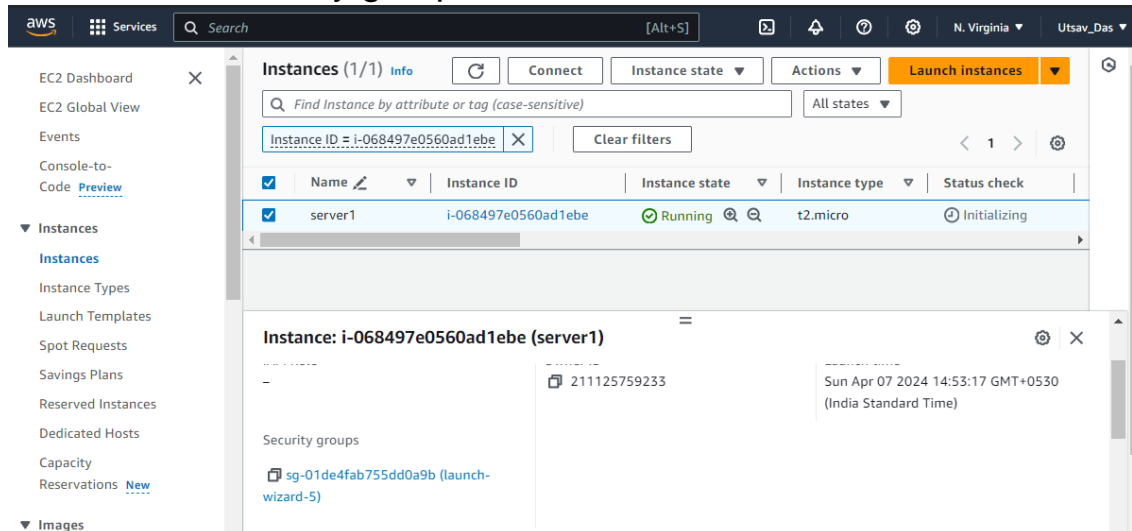 aws
Services
Search
[Alt+S]
N. Virginia ▼
Utsav_Das ▼
EC2 Dashboard
EC2 Global View
Events
Console-to-
Code Preview
▼ Instances
Instances
Instance Types
Launch Templates
Spot Requests
Savings Plans
Reserved Instances
Dedicated Hosts
Capacity
Reservations New
▼ Images
Instances (1/1) Info
Connect
Instance state ▼
Actions ▼
Launch instances ▼
Find Instance by attribute or tag (case-sensitive)
All states ▼
Instance ID = i-068497e0560ad1ebe
Clear filters
1
Name
Instance ID
Instance state
Instance type
Status check
server1
i-068497e0560ad1ebe
Running
t2.micro
Initializing
Instance: i-068497e0560ad1ebe (server1)
–
211125759233
Sun Apr 07 2024 14:53:17 GMT+0530
(India Standard Time)
Security groups
sg-01de4fab755dd0a9b (launch-
wizard-5)